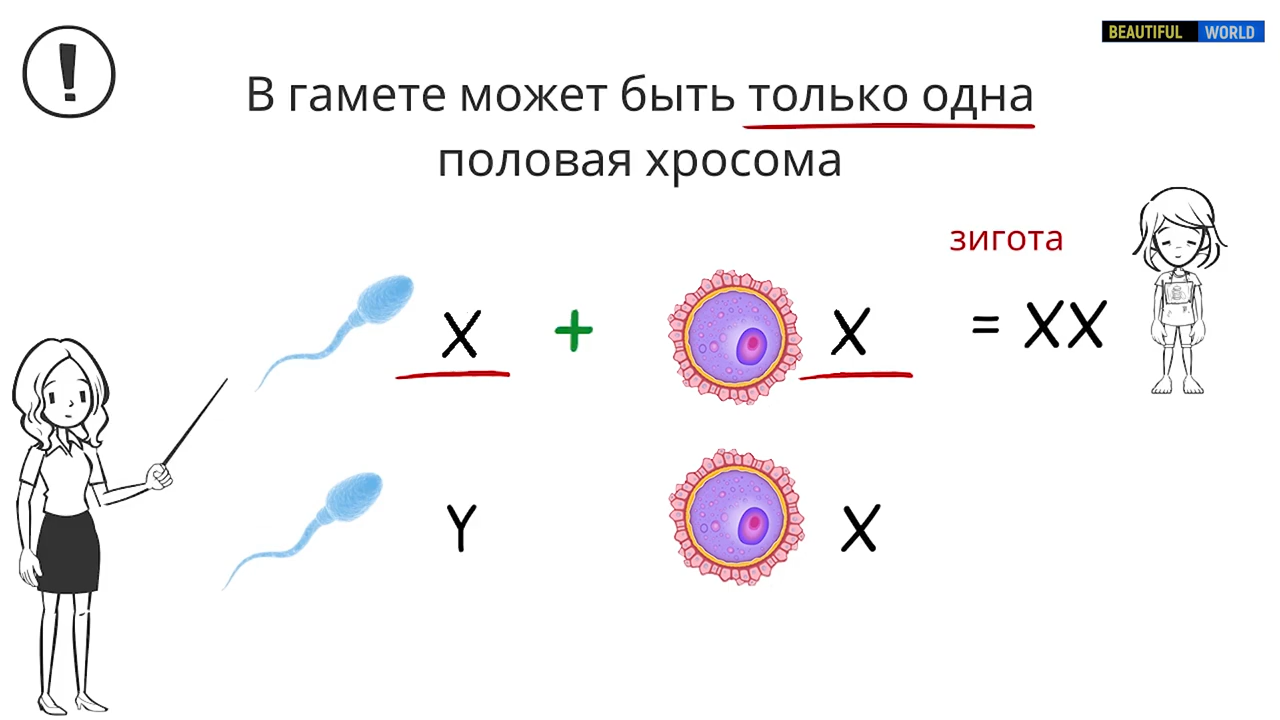 BEAUTIFUL WORLD
!
В гамете может быть только одна
половая хросома
зигота
X + X = XX
Y X